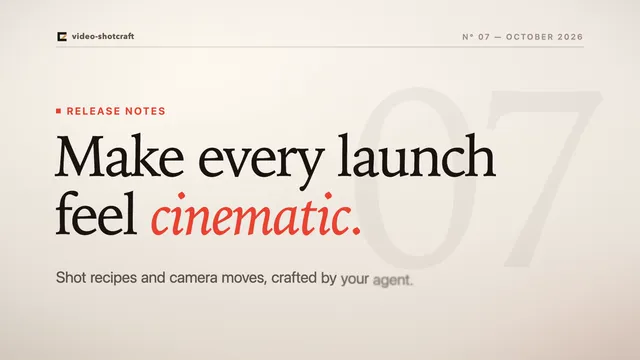 video-shotcraft
N° 07 — OCTOBER 2026
RELEASE NOTES
07
Make every launch
feel cinematic.
Shot recipes and camera moves, crafted by your agent.